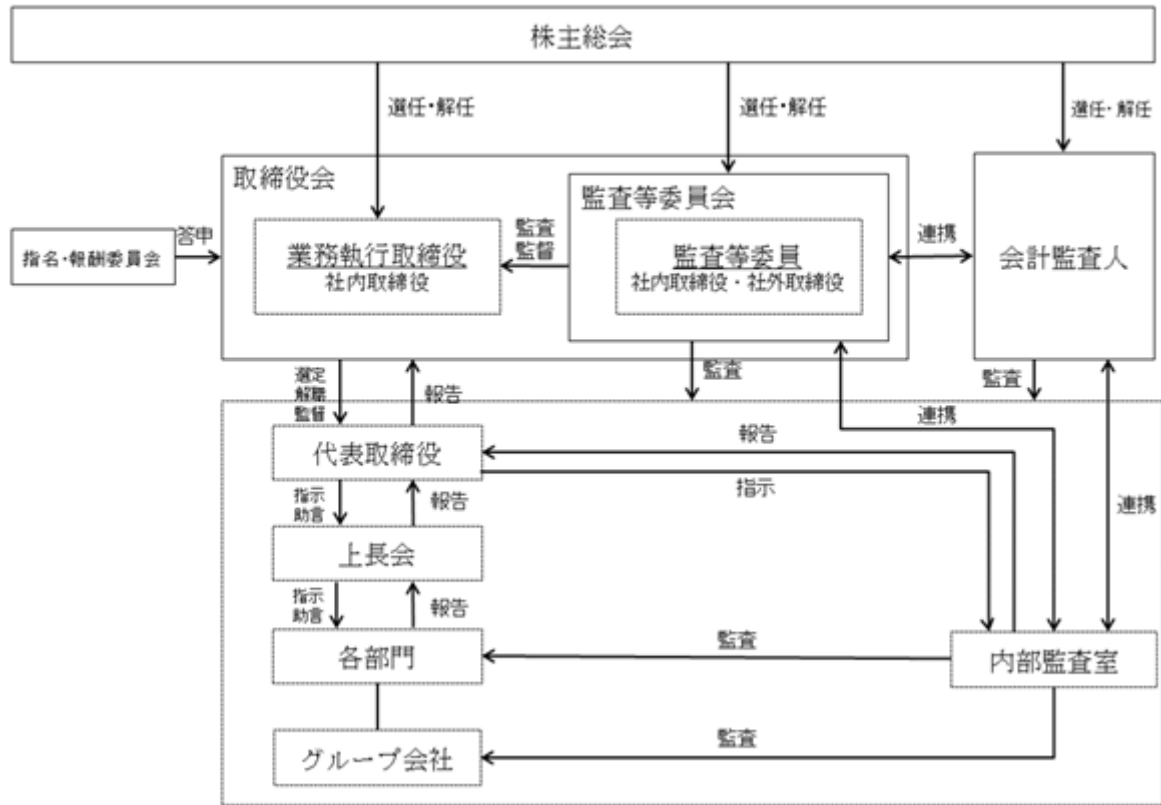 株主総会
選任・解任
選任・解任
選任・解任
取締役会
監査等委員会
指名・報酬委員会
答申
業務執行取締役
社内取締役
監査
監督
監査等委員
社内取締役・社外取締役
連携
会計監査人
選定
解職
監督
報告
監査
監査
連携
代表取締役
報告
指示
指示
助言
報告
連携
上長会
指示
助言
報告
各部門
監査
内部監査室
グループ会社
監査